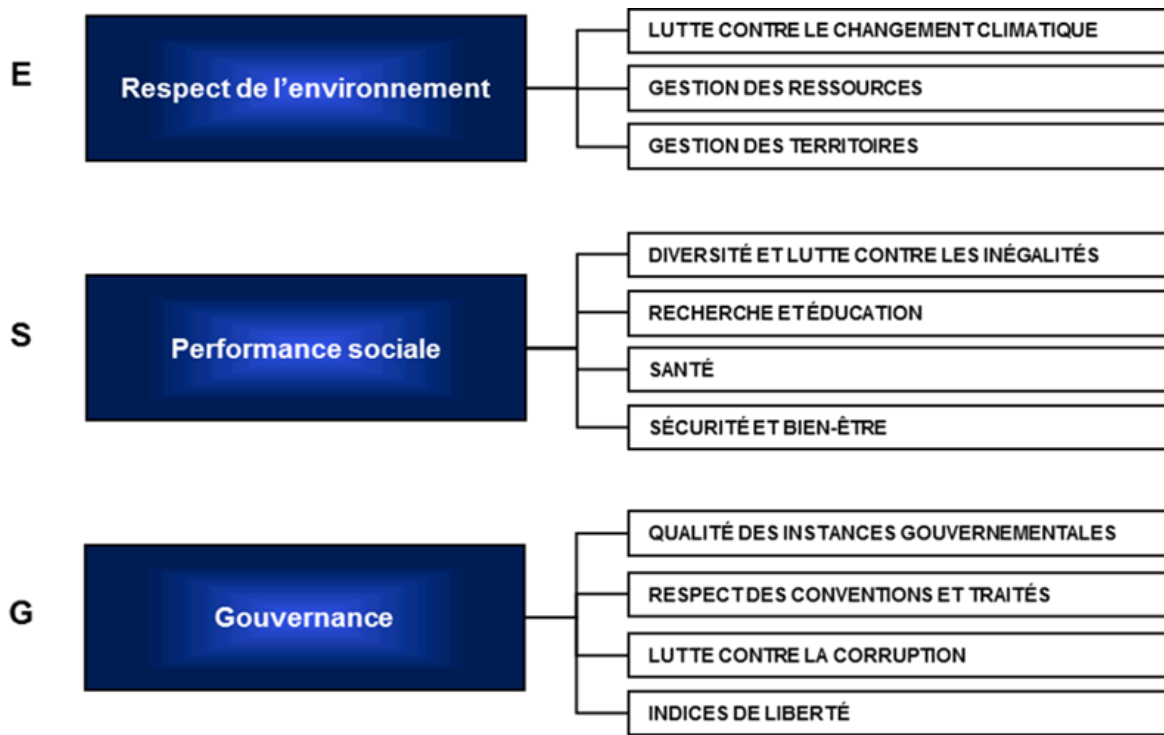 E
Respect de l'environnement
LUTTE CONTRE LE CHANGEMENT CLIMATIQUE
GESTION DES RESSOURCES
GESTION DES TERRITOIRES
S
Performance sociale
DIVERSITÉ ET LUTTE CONTRE LES INÉGALITÉS
RECHERCHE ET ÉDUCATION
SANTÉ
SÉCURITÉ ET BIEN-ÊTRE
G
Gouvernance
QUALITÉ DES INSTANCES GOUVERNEMENTALES
RESPECT DES CONVENTIONS ET TRAITÉS
LUTTE CONTRE LA CORRUPTION
INDICES DE LIBERTÉ